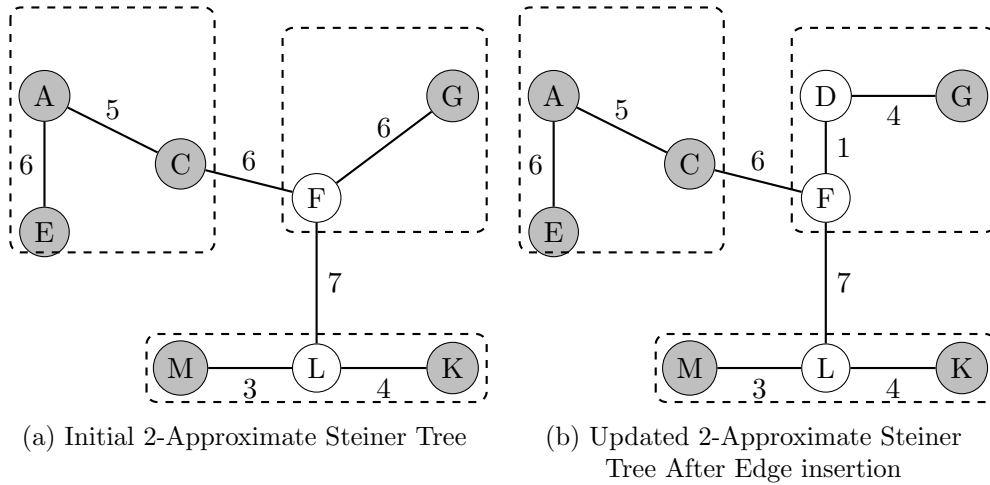 A
5
6
C
E
6
F
6
G
7
M
3
L
4
K
(a) Initial 2-Approximate Steiner Tree
A
5
6
C
E
6
D
4
G
1
F
7
M
3
L
4
K
(b) Updated 2-Approximate Steiner
Tree After Edge insertion